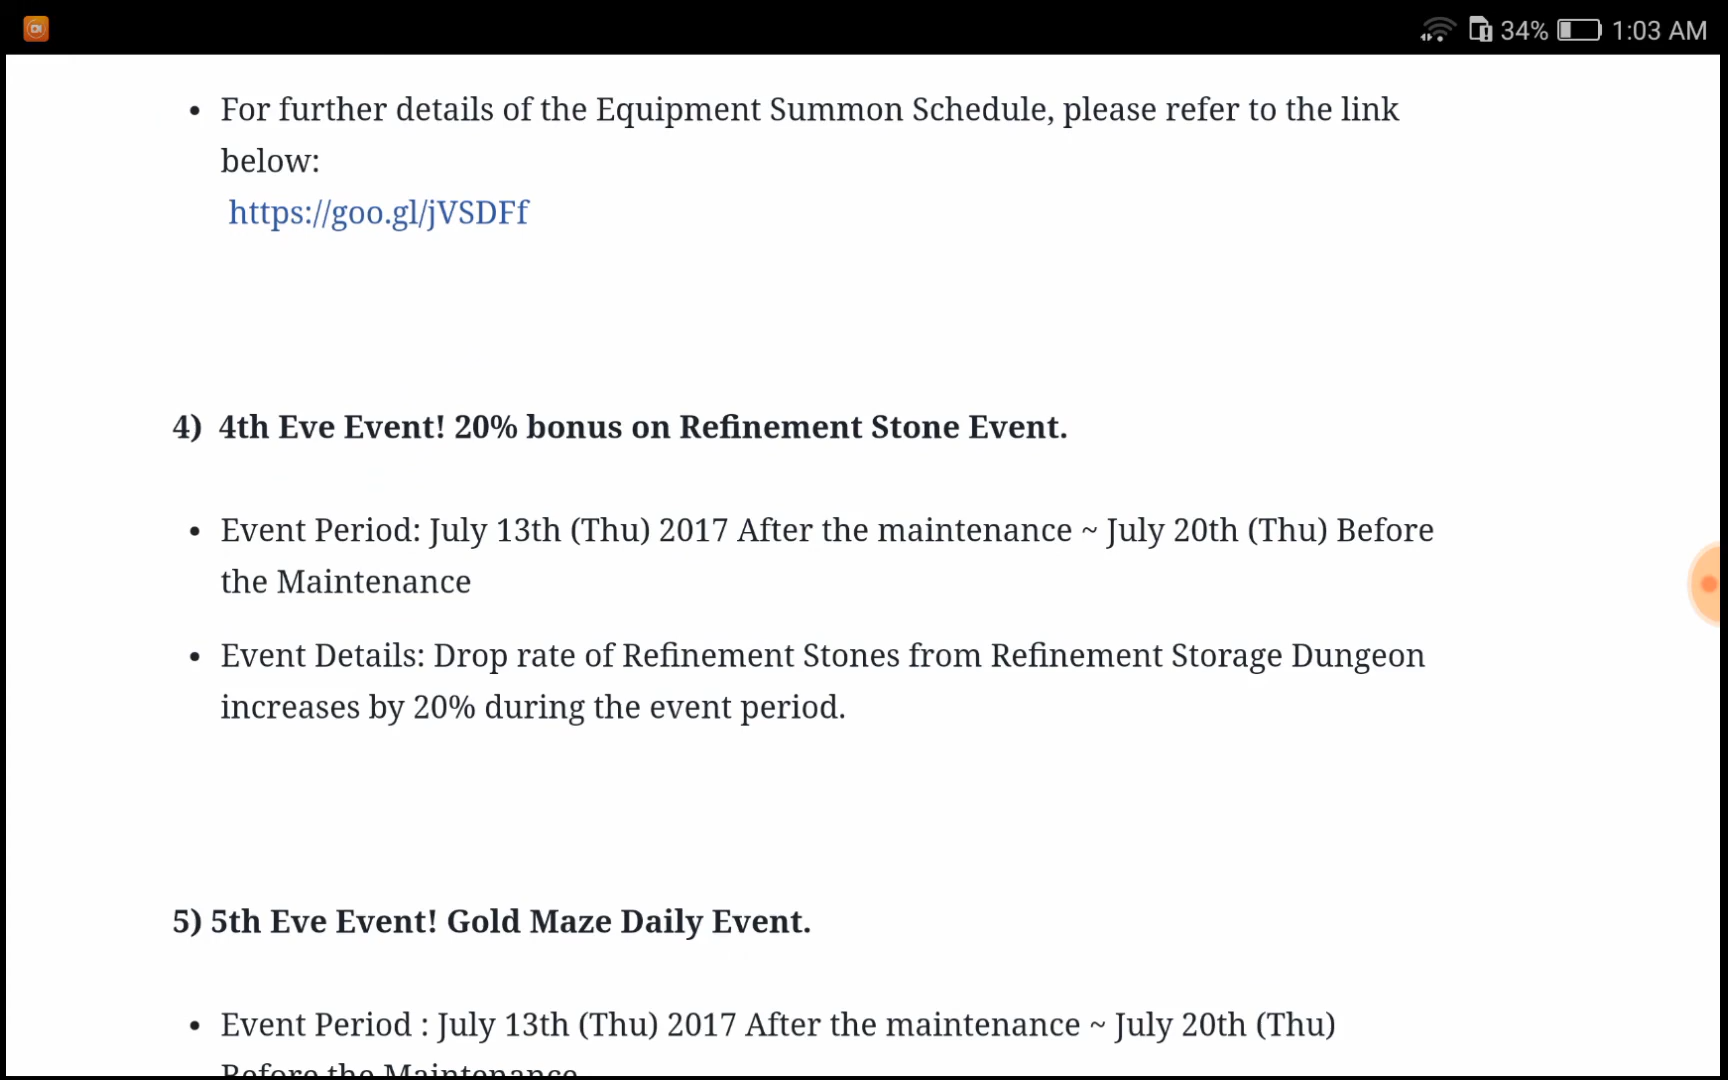 34% 1:03 AM
• For further details of the Equipment Summon Schedule, please refer to the link
below:
https://goo.gl/jVSDFf
4) 4th Eve Event! 20% bonus on Refinement Stone Event.
• Event Period: July 13th (Thu) 2017 After the maintenance ~ July 20th (Thu) Before
the Maintenance
• Event Details: Drop rate of Refinement Stones from Refinement Storage Dungeon
increases by 20% during the event period.
5) 5th Eve Event! Gold Maze Daily Event.
• Event Period : July 13th (Thu) 2017 After the maintenance ~ July 20th (Thu)
Before the Maintenance